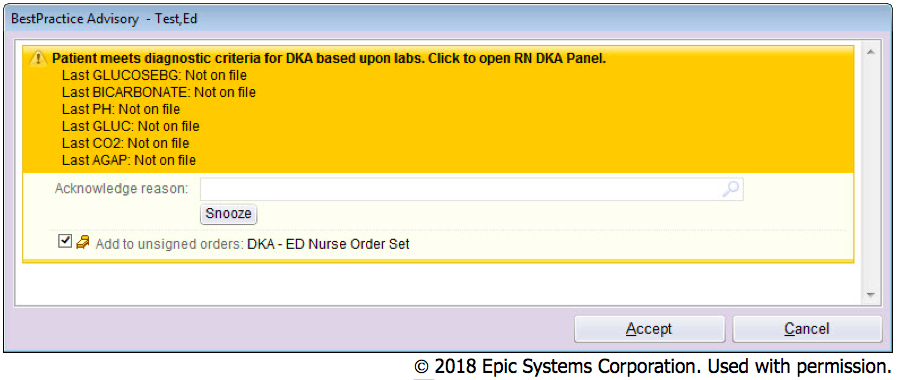 BestPractice Advisory - Test,Ed
Patient meets diagnostic criteria for DKA based upon labs. Click to open RN DKA Panel.
Last GLUCOSEBG: Not on file
Last BICARBONATE: Not on file
Last PH: Not on file
Last GLUC: Not on file
Last CO2: Not on file
Last AGAP: Not on file
Acknowledge reason:
Snooze
Add to unsigned orders: DKA - ED Nurse Order Set
Accept Cancel
© 2018 Epic Systems Corporation. Used with permission.